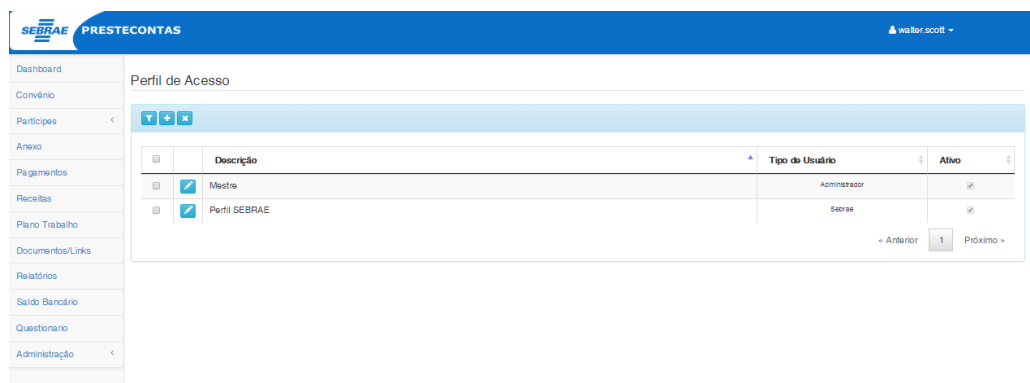 SEBRAE PRESTECONTAS
walter.scott
Dashboard
Convênio
Partícipes
Anexo
Pagamentos
Receitas
Plano Trabalho
Documentos/Links
Relatórios
Saldo Bancário
Questionario
Administração
Perfil de Acesso
Descrição Tipo de Usuário Ativo
Mestre Administrador
Perfil SEBRAE Sebrae
« Anterior 1 Próximo »